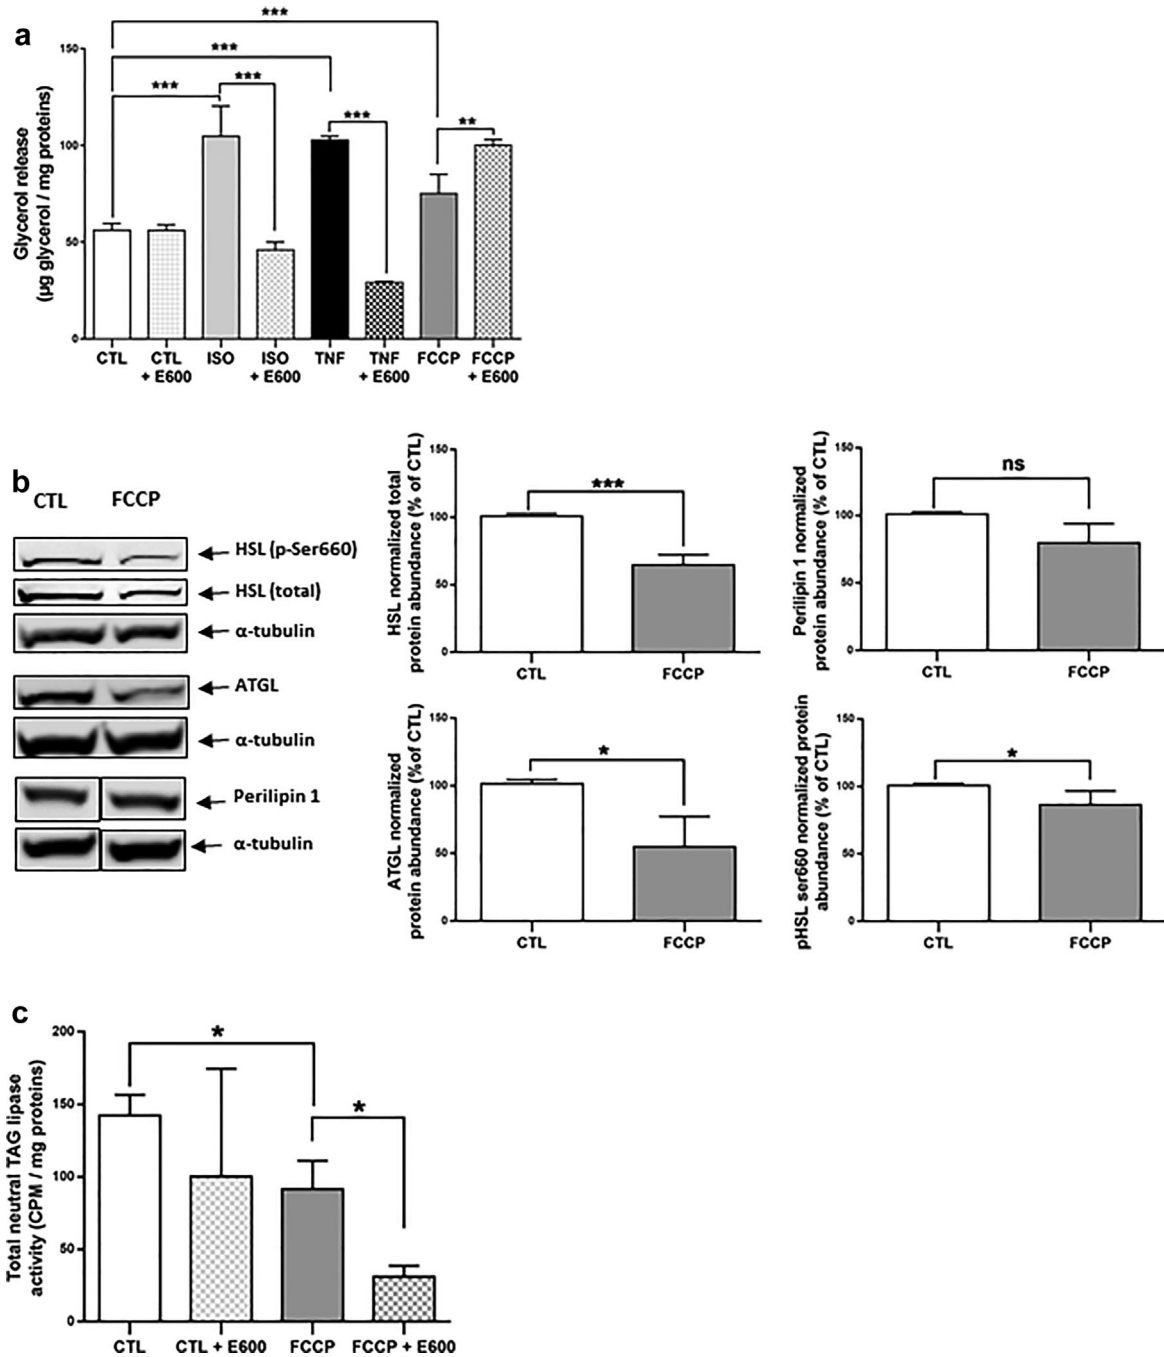 a
***
***
***
***
***
**
Glycerol release
(µg glycerol / mg proteins)
150
100
50
0
CTL
CTL
+ E600
ISO
ISO
+ E600
TNF
TNF
+ E600
FCCP
FCCP
+ E600
b
CTL
FCCP
HSL (p-Ser660)
HSL (total)
α-tubulin
ATGL
α-tubulin
Perilipin 1
α-tubulin
HSL normalized total
protein abundance (% of CTL)
150
100
50
0
***
CTL
FCCP
Perilipin 1 normalized
protein abundance (% of CTL)
150
100
50
0
ns
CTL
FCCP
ATGL normalized
protein abundance (% of CTL)
150
100
50
0
*
CTL
FCCP
pHSL ser660 normalized protein
abundance (% of CTL)
150
100
50
0
*
CTL
FCCP
c
Total neutral TAG lipase
activity (CPM / mg proteins)
200
150
100
50
0
*
*
CTL
CTL + E600
FCCP
FCCP + E600